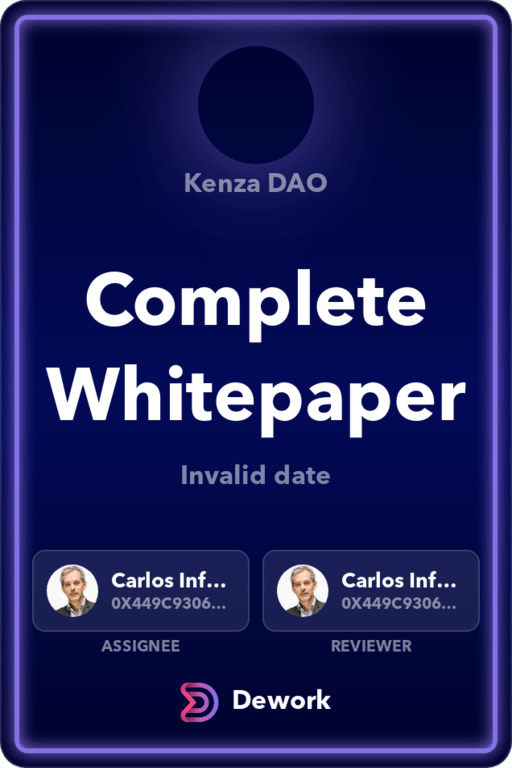 Kenza DAO
Complete
Whitepaper
Invalid date
Carlos Inf...
0X449C9306...
ASSIGNEE
Carlos Inf...
0X449C9306...
REVIEWER
Dework